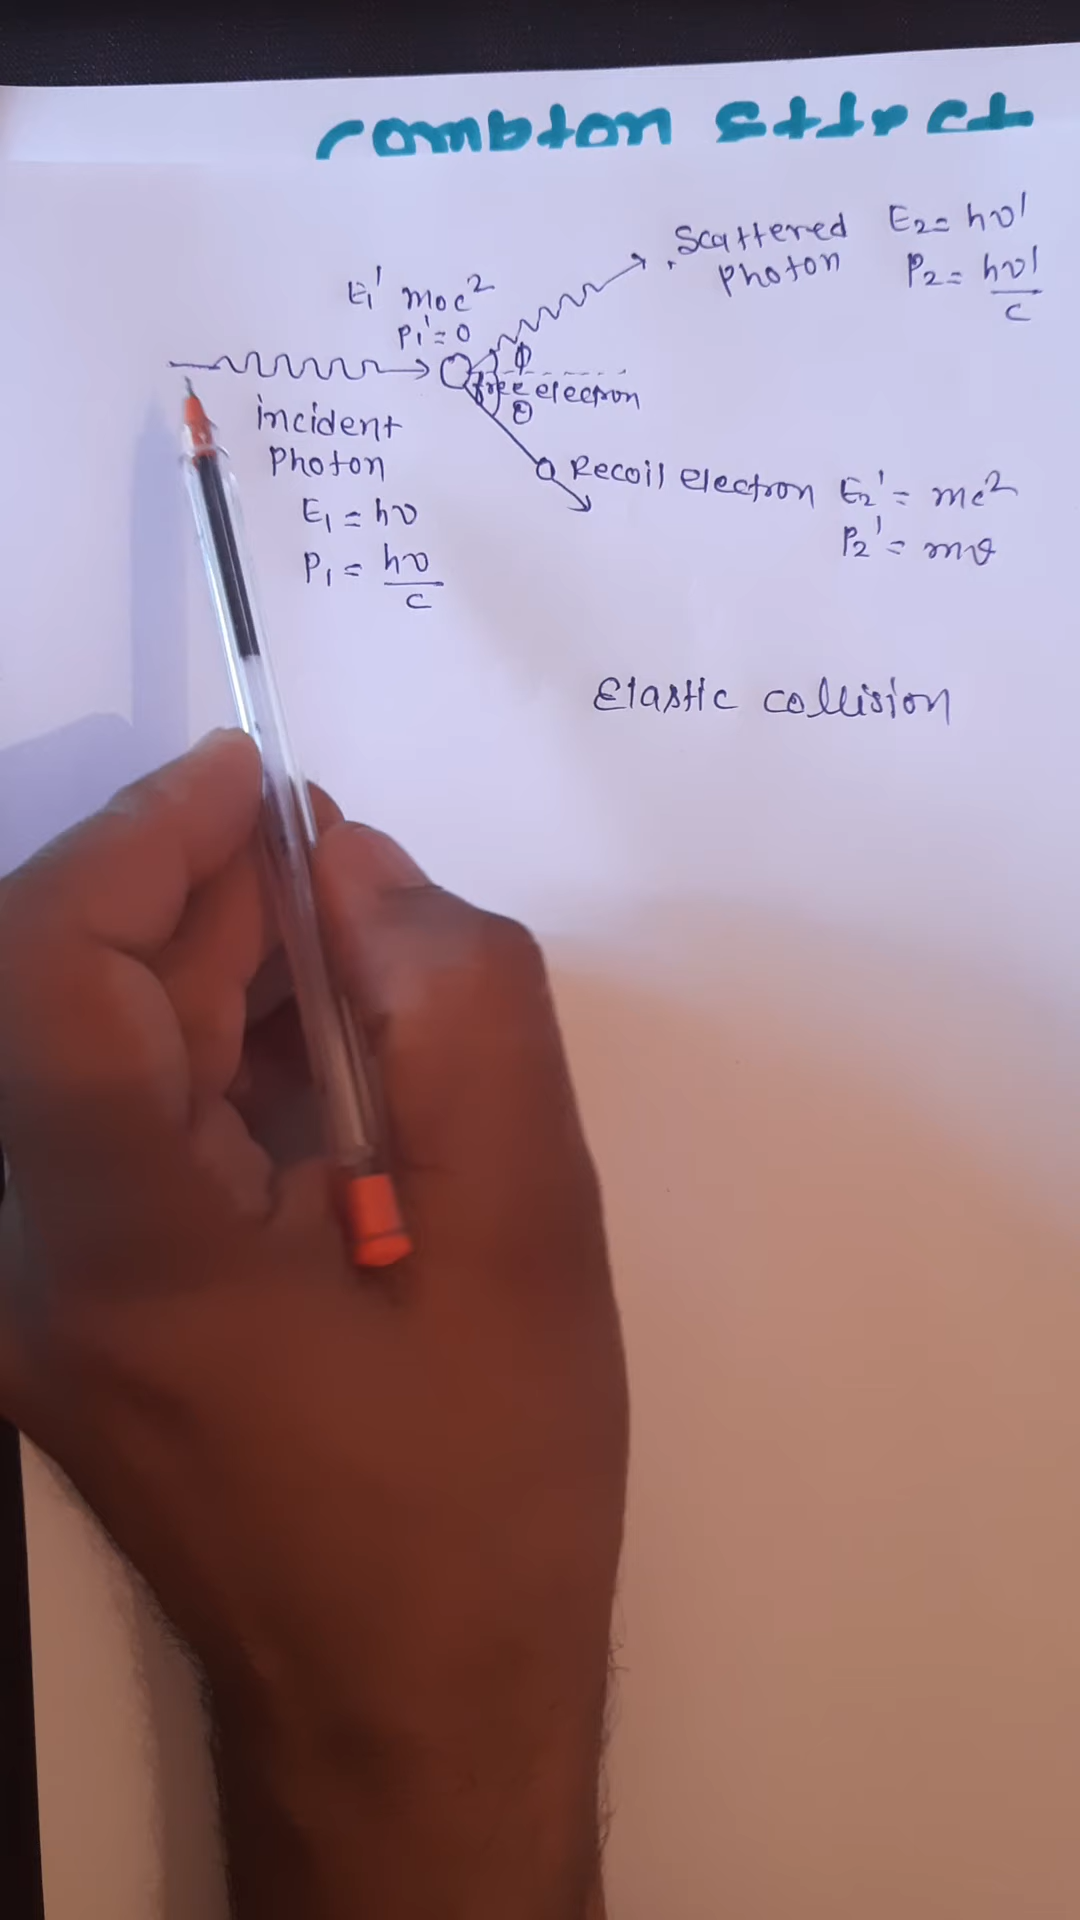 compton effect
Scattered E2= hν'
Photon P2= hν'/c
E1' m0c²
P1'=0
ϕ
free electron
θ
incident
Photon
E1 = hν
P1 = hν/c
Recoil electron E2' = mc²
P2' = mv
Elastic collision